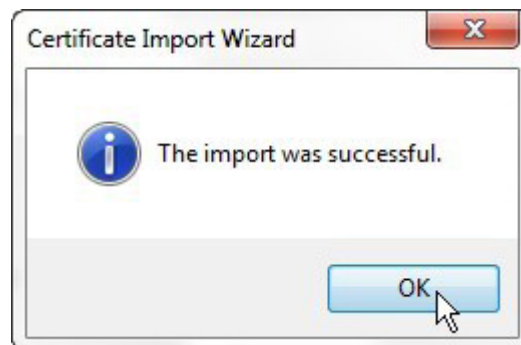 Certificate Import Wizard
The import was successful.
OK